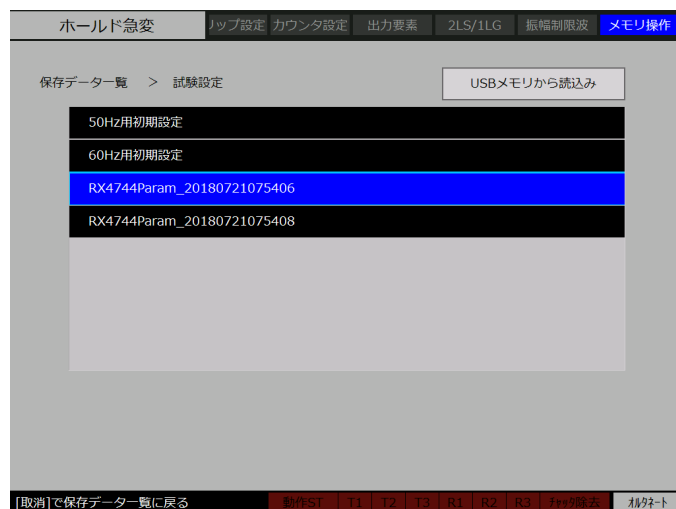 ホールド急変 リップ設定 カウンタ設定 出力要素 2LS/1LG 振幅制限波 メモリ操作
保存データ一覧 > 試験設定 USBメモリから読込み
50Hz用初期設定
60Hz用初期設定
RX4744Param_20180721075406
RX4744Param_20180721075408
[取消]で保存データ一覧に戻る 動作ST T1 T2 T3 R1 R2 R3 ﾁｬｯﾀ除去 ｵﾙﾀﾈｰﾄ